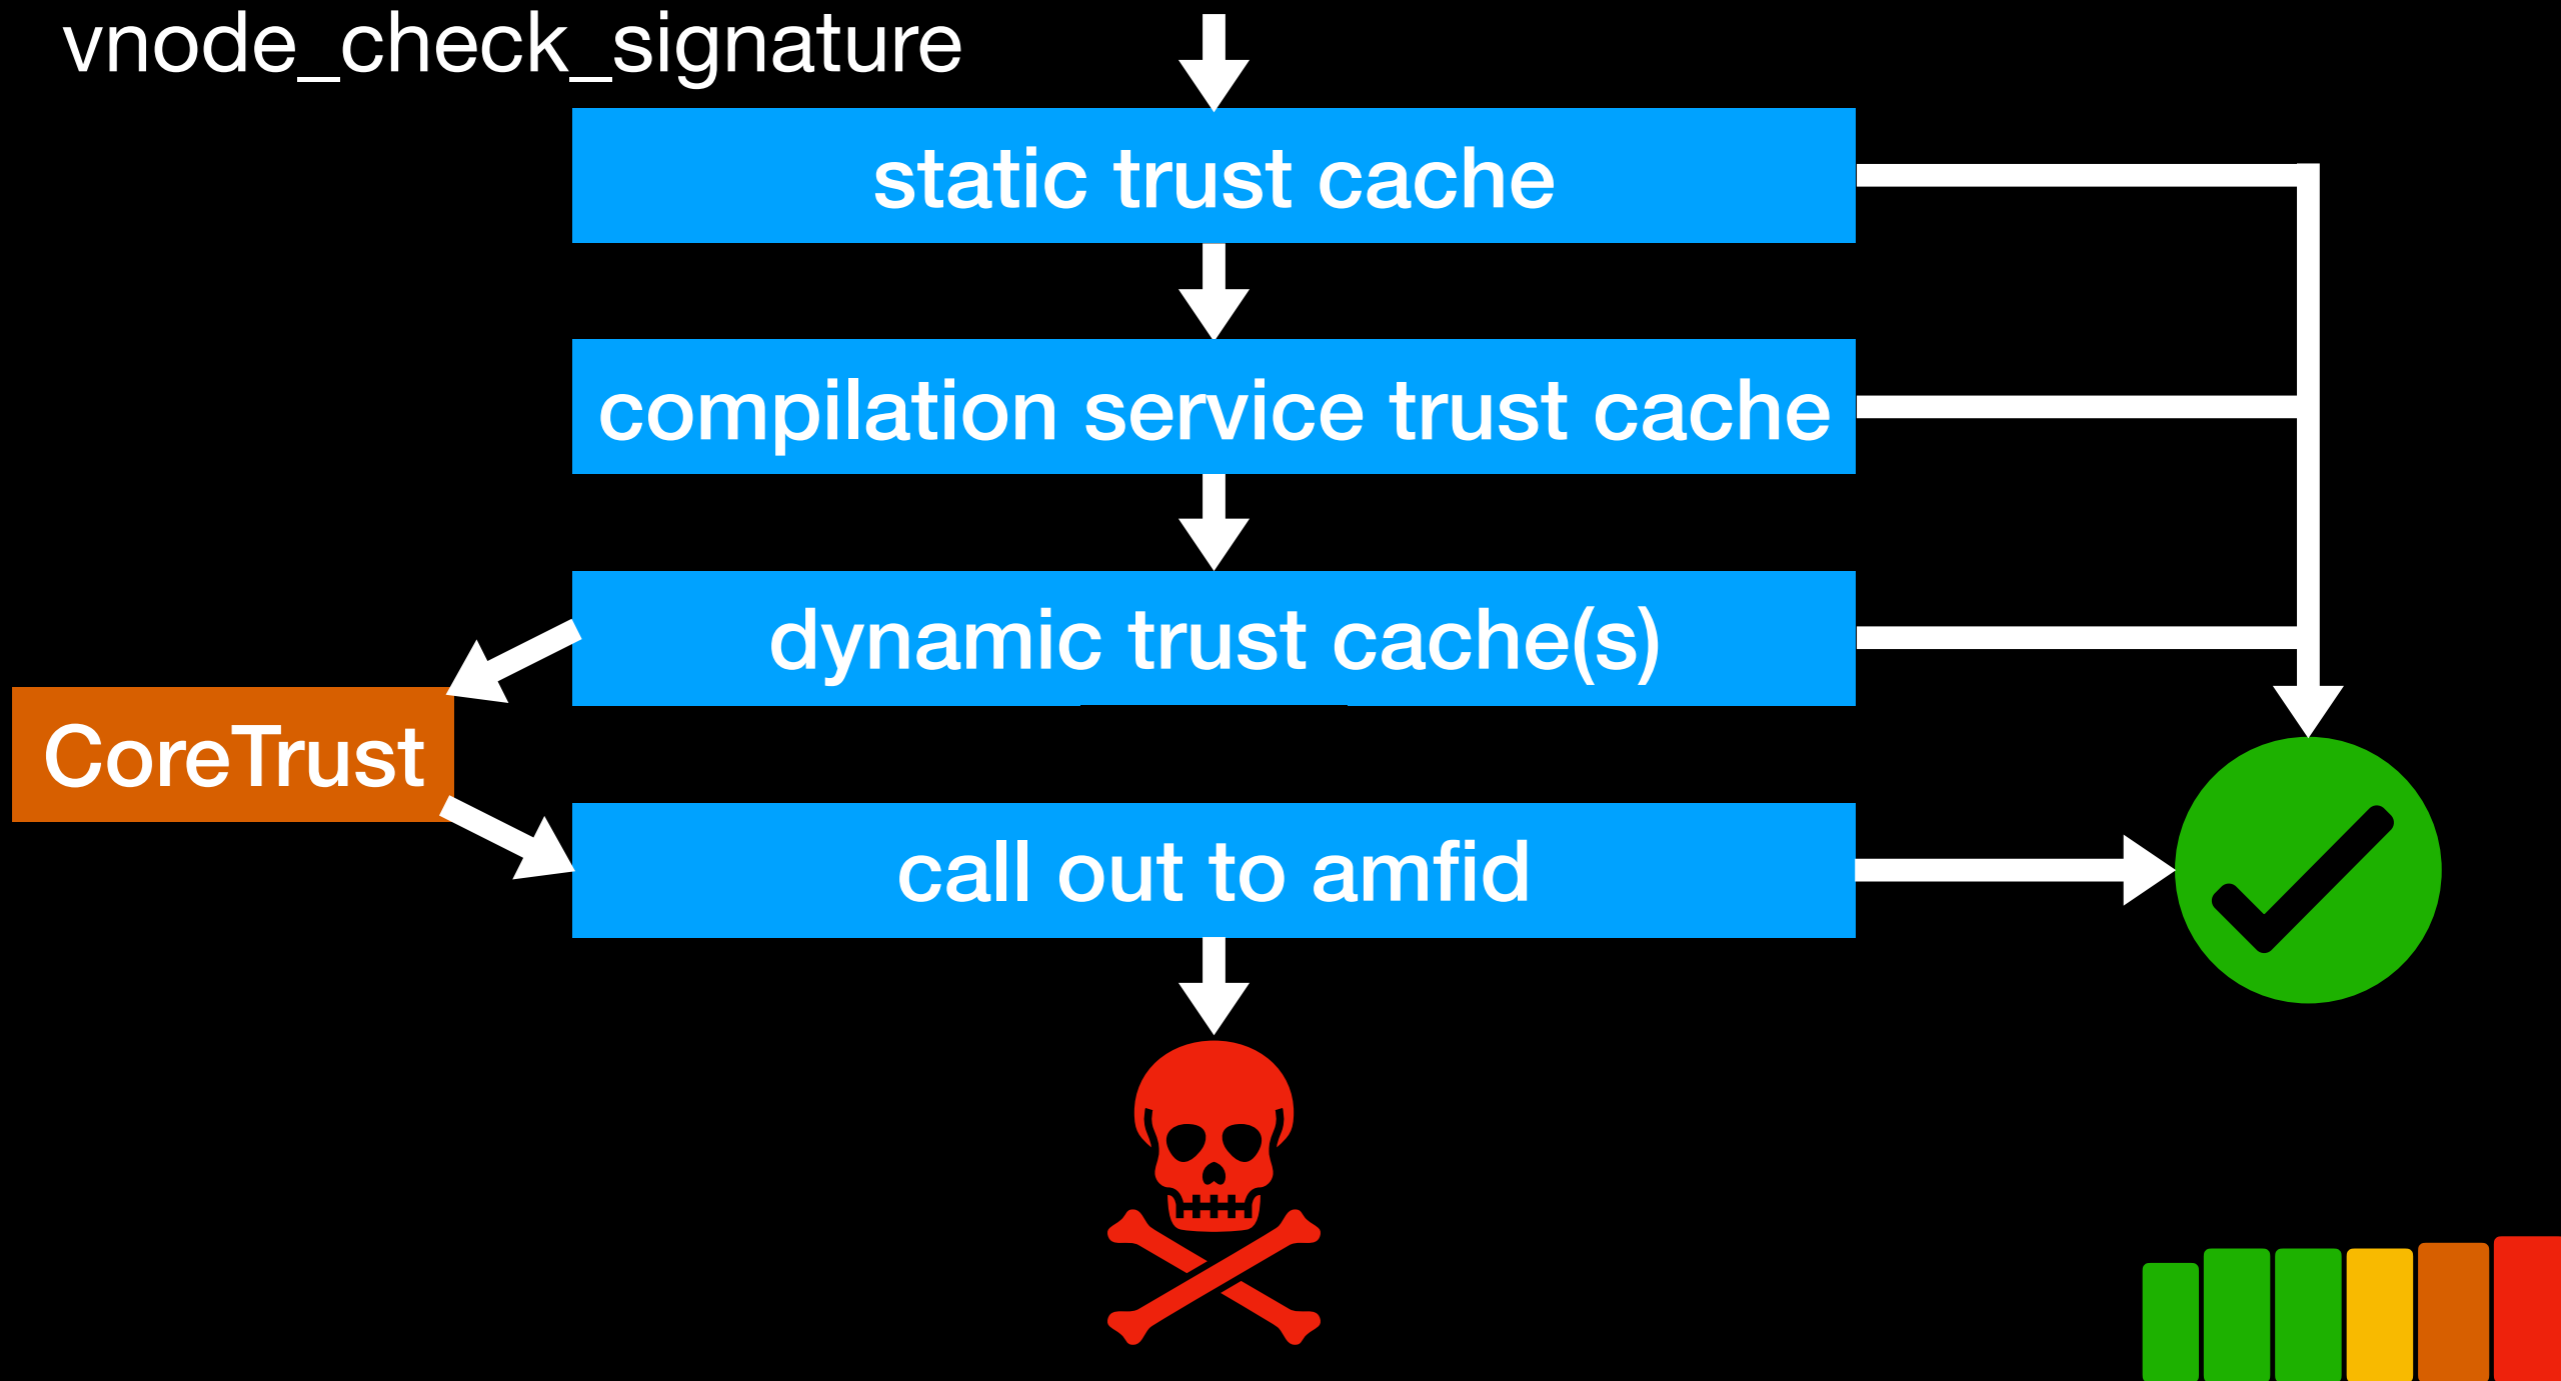 vnode_check_signature
static trust cache
compilation service trust cache
dynamic trust cache(s)
CoreTrust
call out to amfid